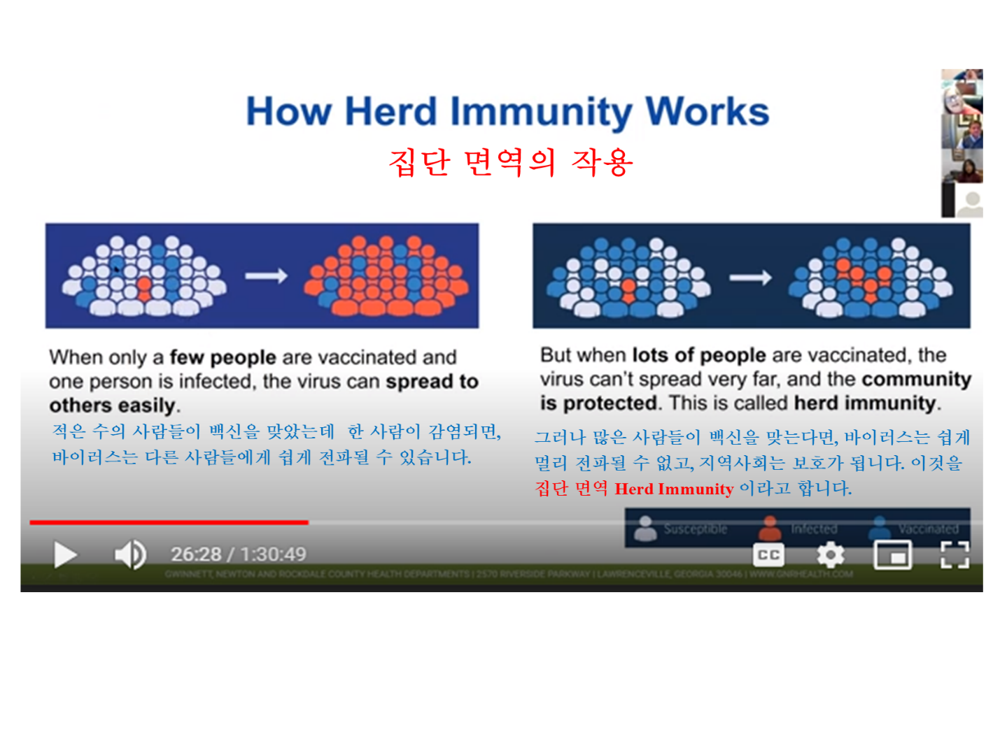 How Herd Immunity Works
집단 면역의 작용
When only a few people are vaccinated and
one person is infected, the virus can spread to
others easily.
적은 수의 사람들이 백신을 맞았는데 한 사람이 감염되면,
바이러스는 다른 사람들에게 쉽게 전파될 수 있습니다.
But when lots of people are vaccinated, the
virus can't spread very far, and the community
is protected. This is called herd immunity.
그러나 많은 사람들이 백신을 맞는다면, 바이러스는 쉽게
멀리 전파될 수 없고, 지역사회는 보호가 됩니다. 이것을
집단 면역 Herd Immunity 이라고 합니다.
Susceptible Infected Vaccinated
26:28 / 1:30:49
CC
GWINNETT, NEWTON AND ROCKDALE COUNTY HEALTH DEPARTMENTS | 2570 RIVERSIDE PARKWAY | LAWRENCEVILLE, GEORGIA 30046 | WWW.GNRHEALTH.COM